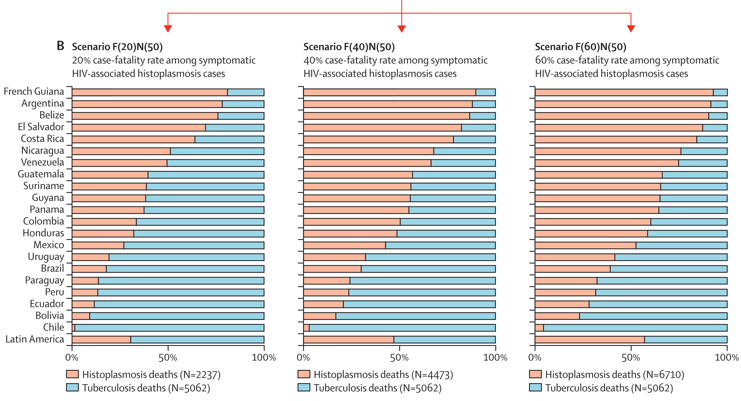 B
Scenario F(20)N(50)
20% case-fatality rate among symptomatic
HIV-associated histoplasmosis cases
Scenario F(40)N(50)
40% case-fatality rate among symptomatic
HIV-associated histoplasmosis cases
Scenario F(60)N(50)
60% case-fatality rate among symptomatic
HIV-associated histoplasmosis cases
French Guiana
Argentina
Belize
El Salvador
Costa Rica
Nicaragua
Venezuela
Guatemala
Suriname
Guyana
Panama
Colombia
Honduras
Mexico
Uruguay
Brazil
Paraguay
Peru
Ecuador
Bolivia
Chile
Latin America
0% 50% 100%
0% 50% 100%
0% 50% 100%
Histoplasmosis deaths (N=2237)
Tuberculosis deaths (N=5062)
Histoplasmosis deaths (N=4473)
Tuberculosis deaths (N=5062)
Histoplasmosis deaths (N=6710)
Tuberculosis deaths (N=5062)